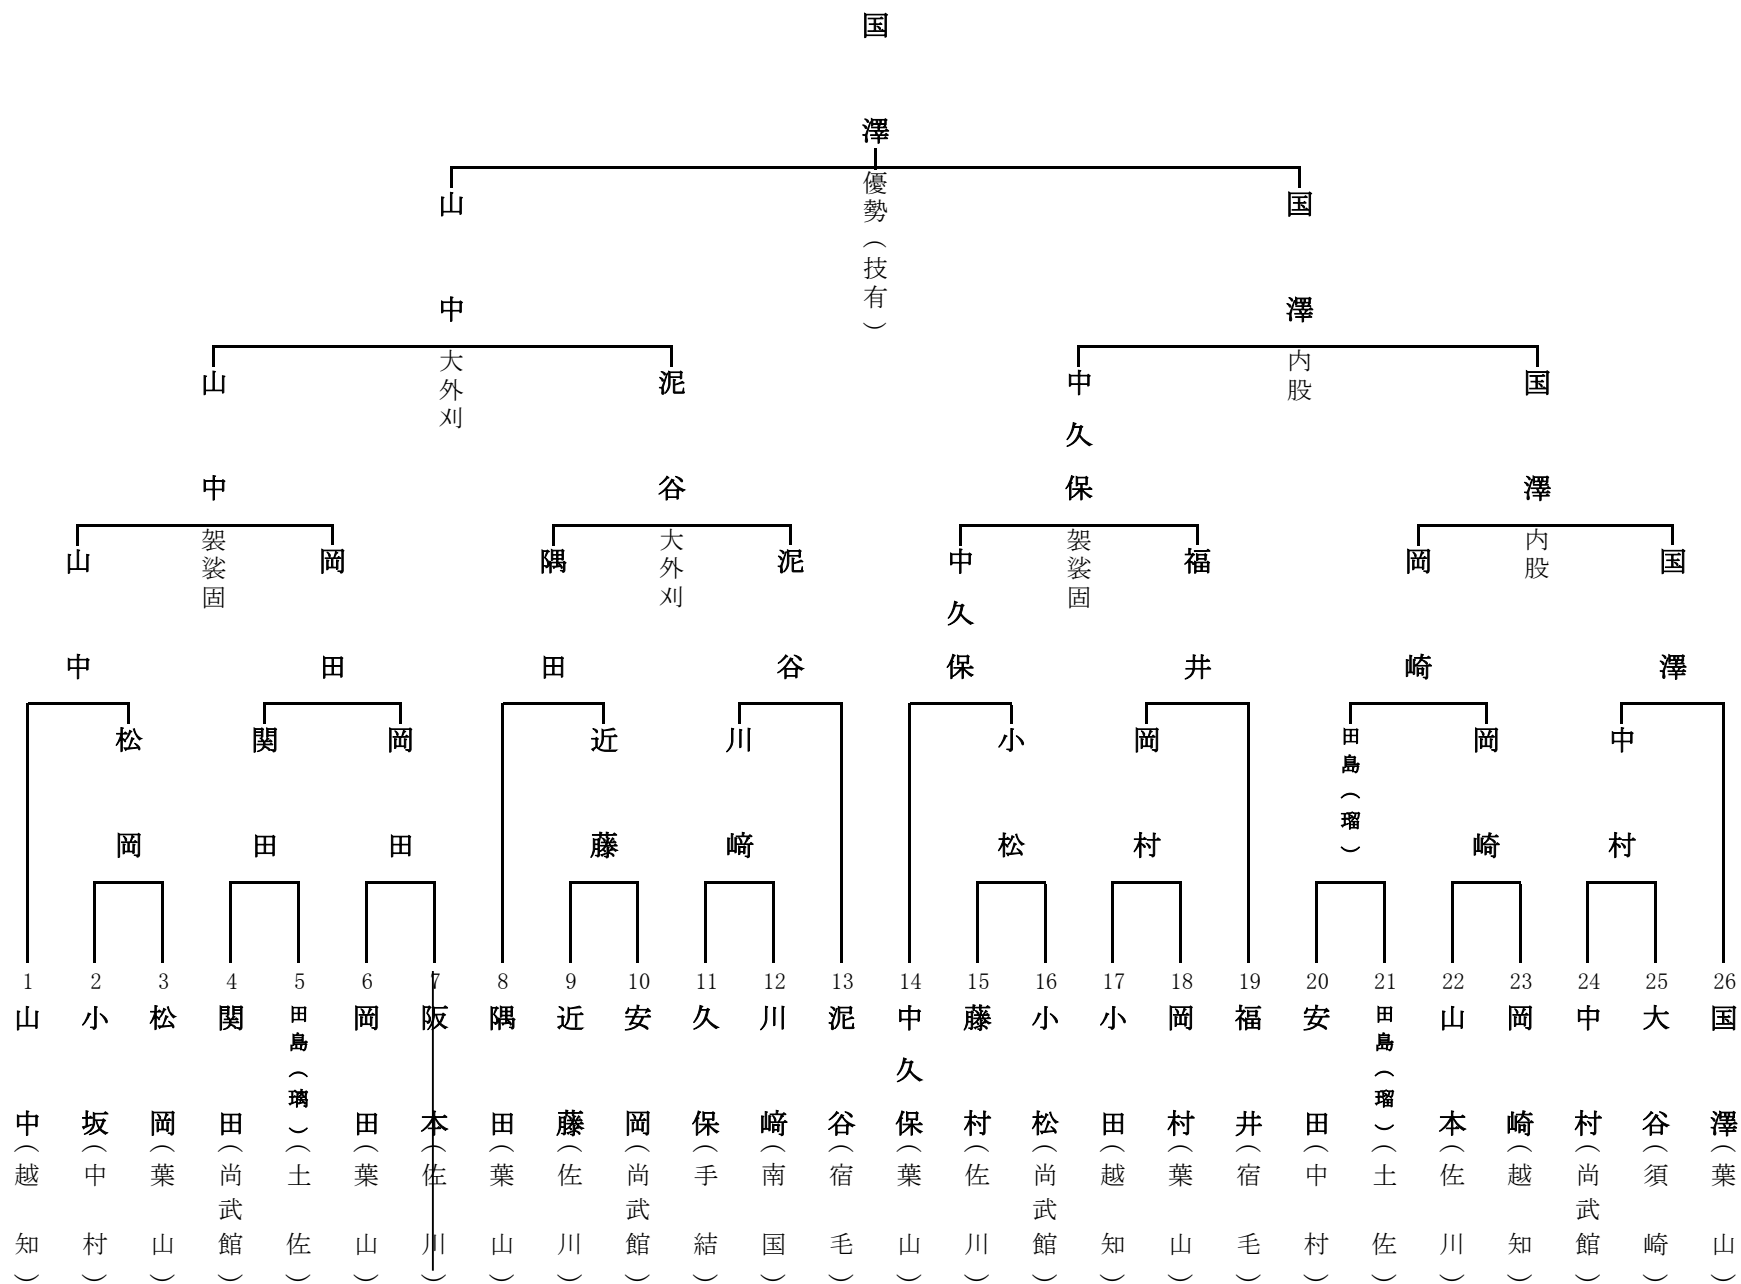 国澤
優勢（技有）
山中
国澤
大外刈
内股
山中
泥谷
中久保
国澤
袈裟固
大外刈
袈裟固
内股
山中
岡田
隅田
泥谷
中久保
福井
岡崎
国澤
松岡
関田
岡田
近藤
川﨑
小松
岡村
田島（瑠）
岡崎
中村
1 山中（越知）
2 小坂（中村）
3 松岡（葉山）
4 関田（尚武館）
5 田島（璃）（土佐）
6 岡田（葉山）
7 阪本（佐川）
8 隅田（葉山）
9 近藤（佐川）
10 安岡（尚武館）
11 久保（手結）
12 川﨑（南国）
13 泥谷（宿毛）
14 中久保（葉山）
15 藤村（佐川）
16 小松（尚武館）
17 小田（越知）
18 岡村（葉山）
19 福井（宿毛）
20 安田（中村）
21 田島（瑠）（土佐）
22 山本（佐川）
23 岡崎（越知）
24 中村（尚武館）
25 大谷（須崎）
26 国澤（葉山）